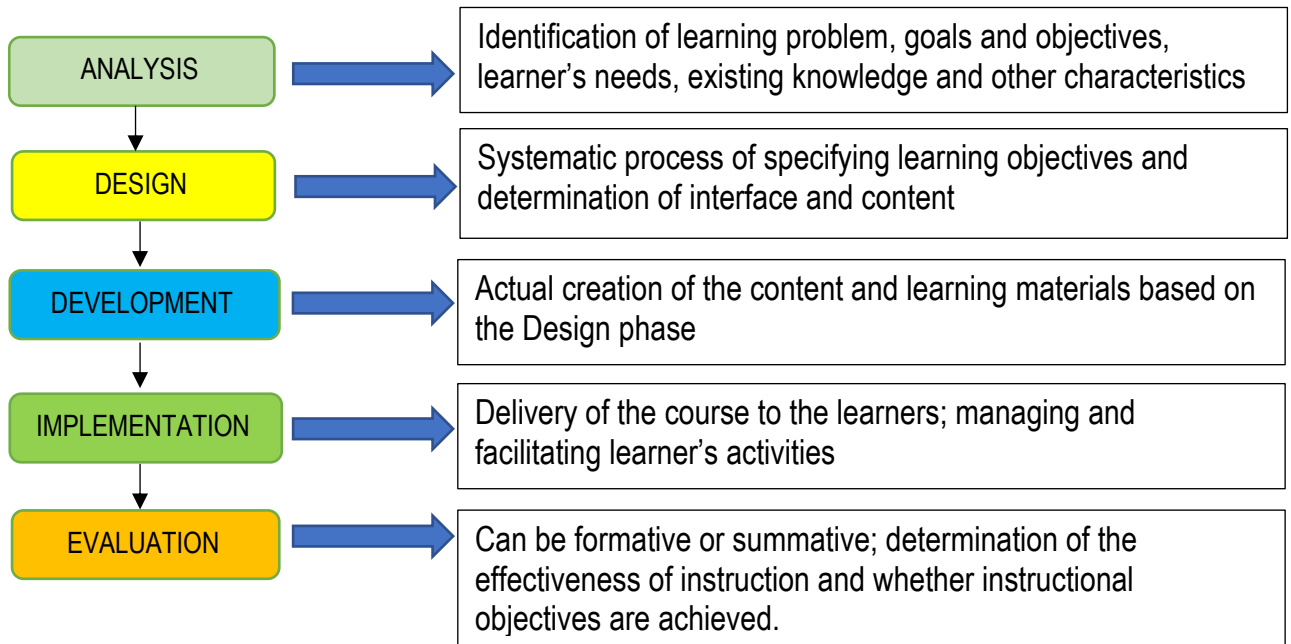 ANALYSIS
Identification of learning problem, goals and objectives,
learner’s needs, existing knowledge and other characteristics
DESIGN
Systematic process of specifying learning objectives and
determination of interface and content
DEVELOPMENT
Actual creation of the content and learning materials based on
the Design phase
IMPLEMENTATION
Delivery of the course to the learners; managing and
facilitating learner’s activities
EVALUATION
Can be formative or summative; determination of the
effectiveness of instruction and whether instructional
objectives are achieved.